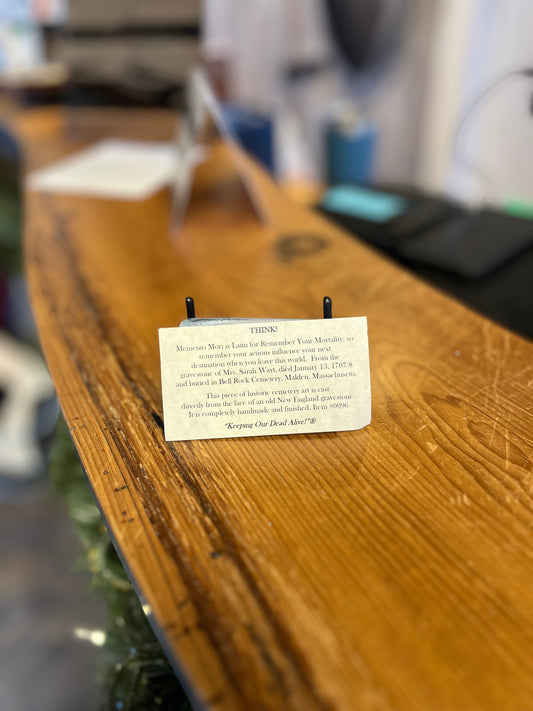 THINK!
Memento Mori is Latin for Remember Your Mortality; so
remember your actions influence your next
destination when you leave this world. From the
gravestone of Mrs. Sarah Wayt, died January 13, 1707/8
and buried in Bell Rock Cemetery, Malden, Massachusetts.
This piece of historic cemetery art is cast
directly from the face of an old New England gravestone.
It is completely handmade and finished. Item #0096
"Keeping Our Dead Alive!"®